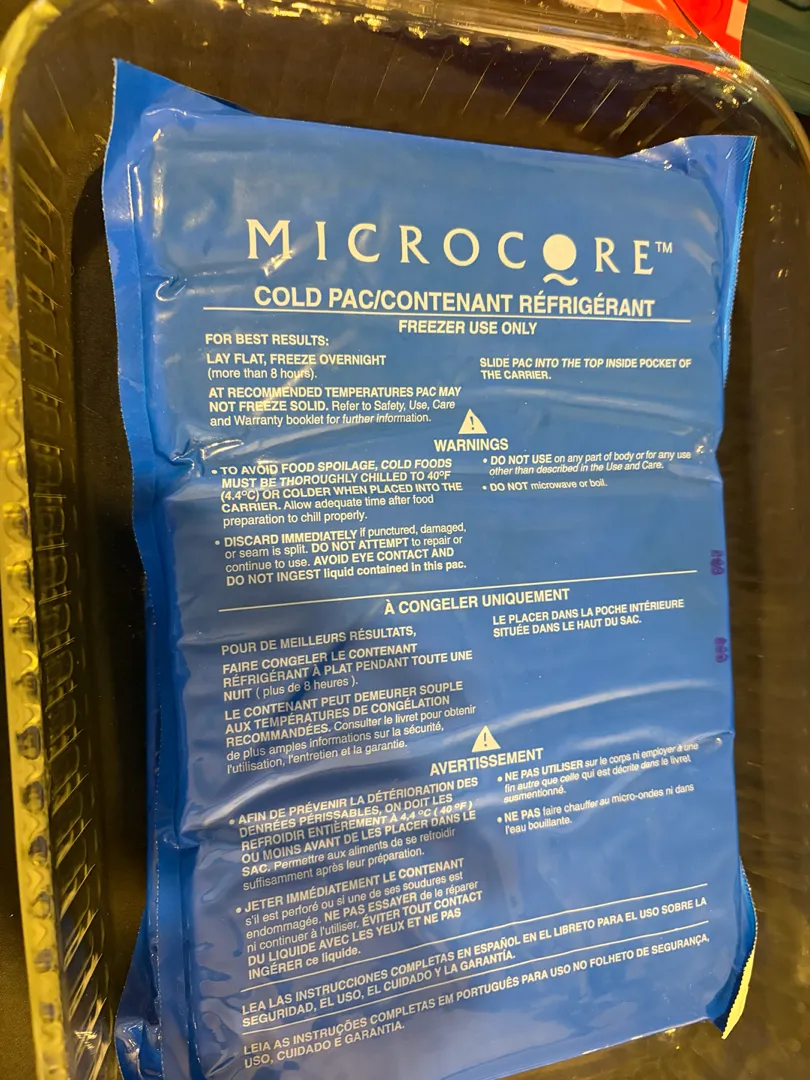 MICROCORE™
COLD PAC/CONTENANT RÉFRIGÉRANT
FREEZER USE ONLY
FOR BEST RESULTS:
LAY FLAT, FREEZE OVERNIGHT
(more than 8 hours).
AT RECOMMENDED TEMPERATURES PAC MAY
NOT FREEZE SOLID. Refer to Safety, Use, Care
and Warranty booklet for further information.
SLIDE PAC INTO THE TOP INSIDE POCKET OF
THE CARRIER.
WARNINGS
• TO AVOID FOOD SPOILAGE, COLD FOODS
MUST BE THOROUGHLY CHILLED TO 40ºF
(4.4ºC) OR COLDER WHEN PLACED INTO THE
CARRIER. Allow adequate time after food
preparation to chill properly.
• DISCARD IMMEDIATELY if punctured, damaged,
or seam is split. DO NOT ATTEMPT to repair or
continue to use. AVOID EYE CONTACT AND
DO NOT INGEST liquid contained in this pac.
• DO NOT USE on any part of body or for any use
other than described in the Use and Care.
• DO NOT microwave or boil.
À CONGELER UNIQUEMENT
POUR DE MEILLEURS RÉSULTATS,
FAIRE CONGELER LE CONTENANT
RÉFRIGÉRANT À PLAT PENDANT TOUTE UNE
NUIT ( plus de 8 heures ).
LE CONTENANT PEUT DEMEURER SOUPLE
AUX TEMPÉRATURES DE CONGÉLATION
RECOMMANDÉES. Consulter le livret pour obtenir
de plus amples informations sur la sécurité,
l'utilisation, l'entretien et la garantie.
LE PLACER DANS LA POCHE INTÉRIEURE
SITUÉE DANS LE HAUT DU SAC.
AVERTISSEMENT
• AFIN DE PRÉVENIR LA DÉTÉRIORATION DES
DENRÉES PÉRISSABLES, ON DOIT LES
REFROIDIR ENTIÈREMENT À 4,4 ºC ( 40 ºF )
OU MOINS AVANT DE LES PLACER DANS LE
SAC. Permettre aux aliments de se refroidir
suffisamment après leur préparation.
• JETER IMMÉDIATEMENT LE CONTENANT
s'il est perforé ou si une de ses soudures est
endommagée. NE PAS ESSAYER de le réparer
ni continuer à l'utiliser. ÉVITER TOUT CONTACT
DU LIQUIDE AVEC LES YEUX ET NE PAS
INGÉRER ce liquide.
• NE PAS UTILISER sur le corps ni employer à une
fin autre que celle qui est décrite dans le livret
susmentionné.
• NE PAS faire chauffer au micro-ondes ni dans
l'eau bouillante.
LEA LAS INSTRUCCIONES COMPLETAS EN ESPAÑOL EN EL LIBRETO PARA EL USO SOBRE LA
SEGURIDAD, EL USO, EL CUIDADO Y LA GARANTÍA.
LEIA AS INSTRUÇÕES COMPLETAS EM PORTUGUÊS PARA USO NO FOLHETO DE SEGURANÇA,
USO, CUIDADO E GARANTIA.